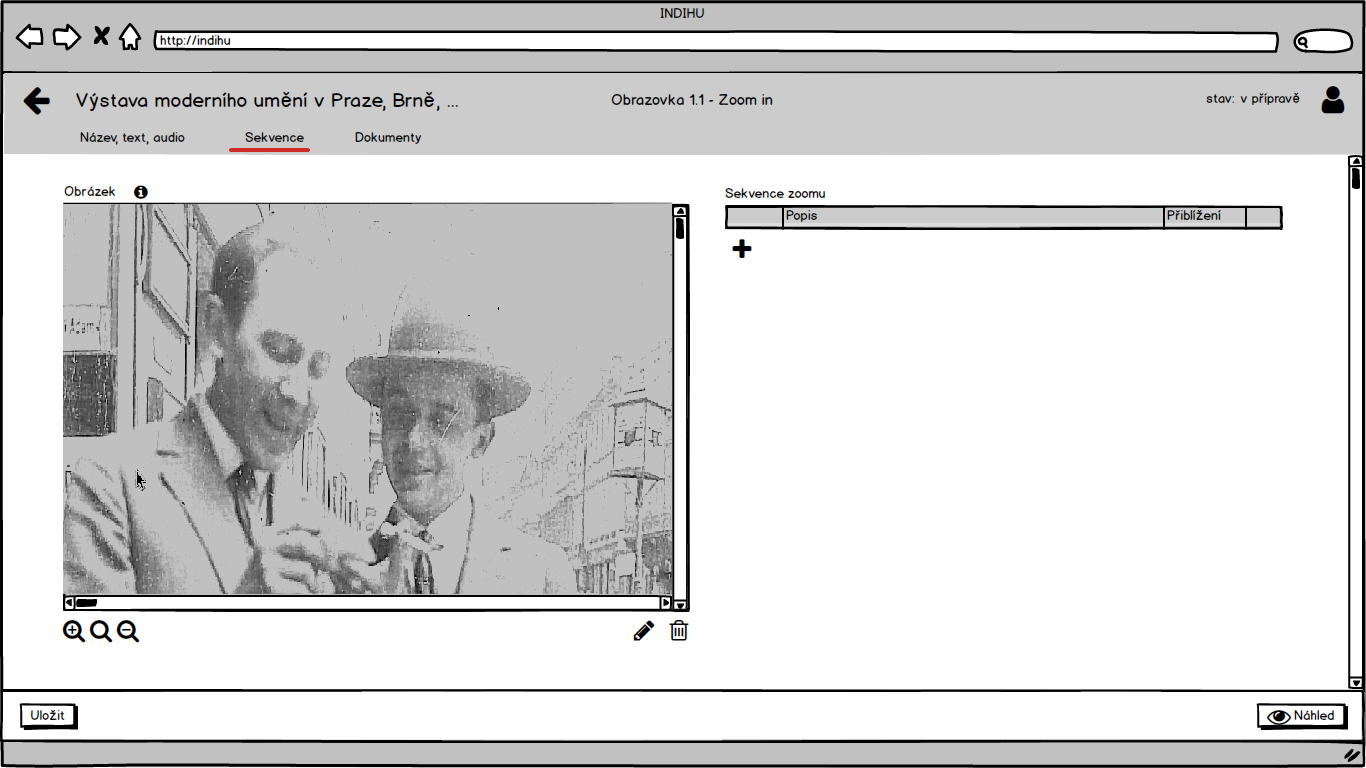 INDIHU
http://indihu
Výstava moderního umění v Praze, Brně, ...
Obrazovka 1.1 - Zoom in
stav: v přípravě
Název, text, audio
Sekvence
Dokumenty
Obrázek
Sekvence zoomu
Popis
Přiblížení
Adam
Uložit
Náhled